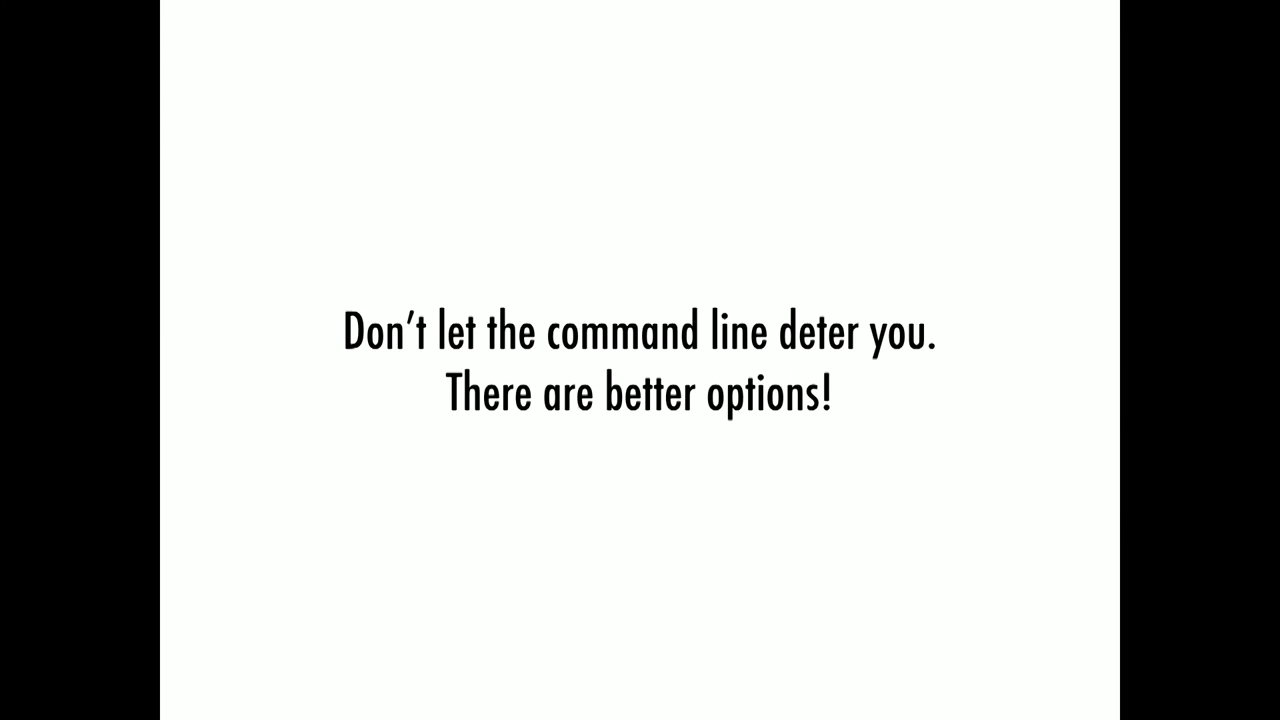 Don’t let the command line deter you.
There are better options!